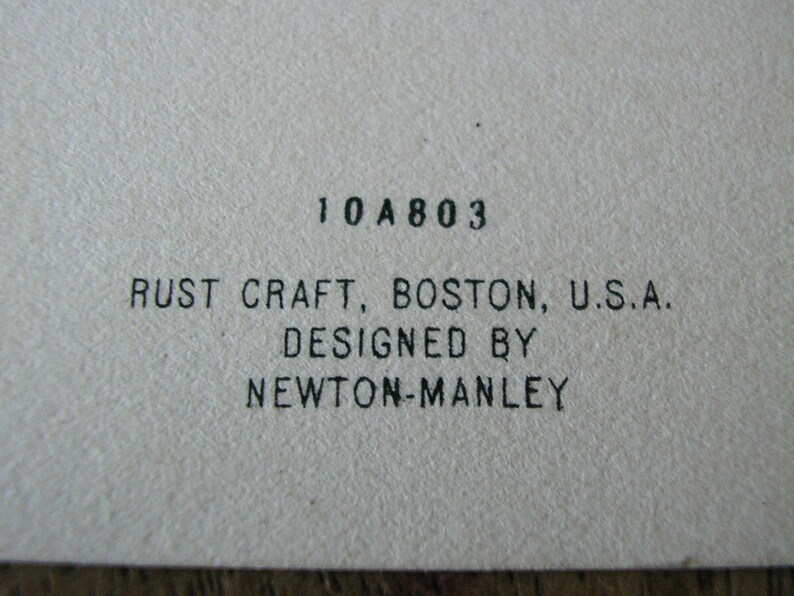 10A803
RUST CRAFT, BOSTON, U.S.A.
DESIGNED BY
NEWTON-MANLEY